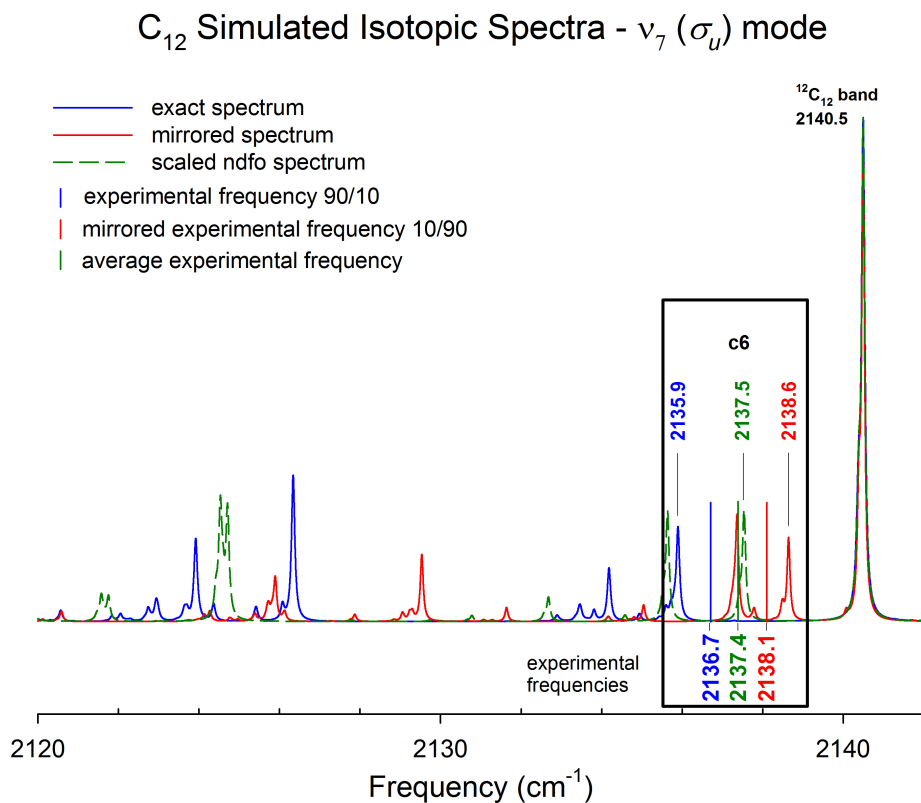 C₁₂ Simulated Isotopic Spectra - ν₇ (σᵤ) mode
exact spectrum
mirrored spectrum
scaled ndfo spectrum
experimental frequency 90/10
mirrored experimental frequency 10/90
average experimental frequency
¹²C₁₂ band
2140.5
c6
2135.9
2137.5
2138.6
experimental
frequencies
2136.7
2137.4
2138.1
2120
2130
2140
Frequency (cm⁻¹)